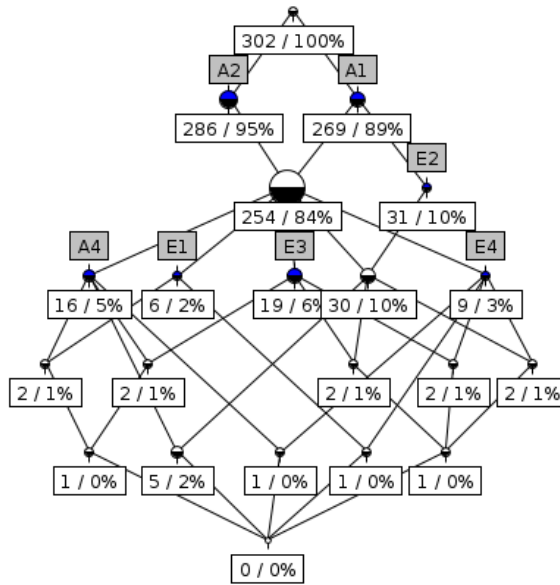 302 / 100%
A2
A1
286 / 95%
269 / 89%
E2
254 / 84%
31 / 10%
A4
E1
E3
E4
16 / 5%
6 / 2%
19 / 6%
30 / 10%
9 / 3%
2 / 1%
2 / 1%
2 / 1%
2 / 1%
2 / 1%
1 / 0%
5 / 2%
1 / 0%
1 / 0%
1 / 0%
0 / 0%